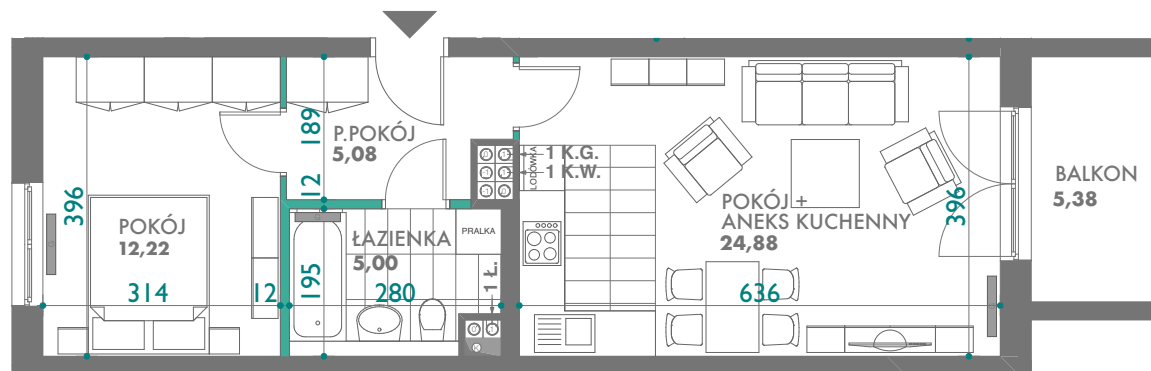 189
P.POKÓJ
5,08
12
1 K.G.
1 K.W.
LODÓWKA
396
POKÓJ
12,22
314
12
ŁAZIENKA
5,00
PRALKA
195
280
1 Ł.
POKÓJ +
ANEKS KUCHENNY
24,88
636
396
BALKON
5,38